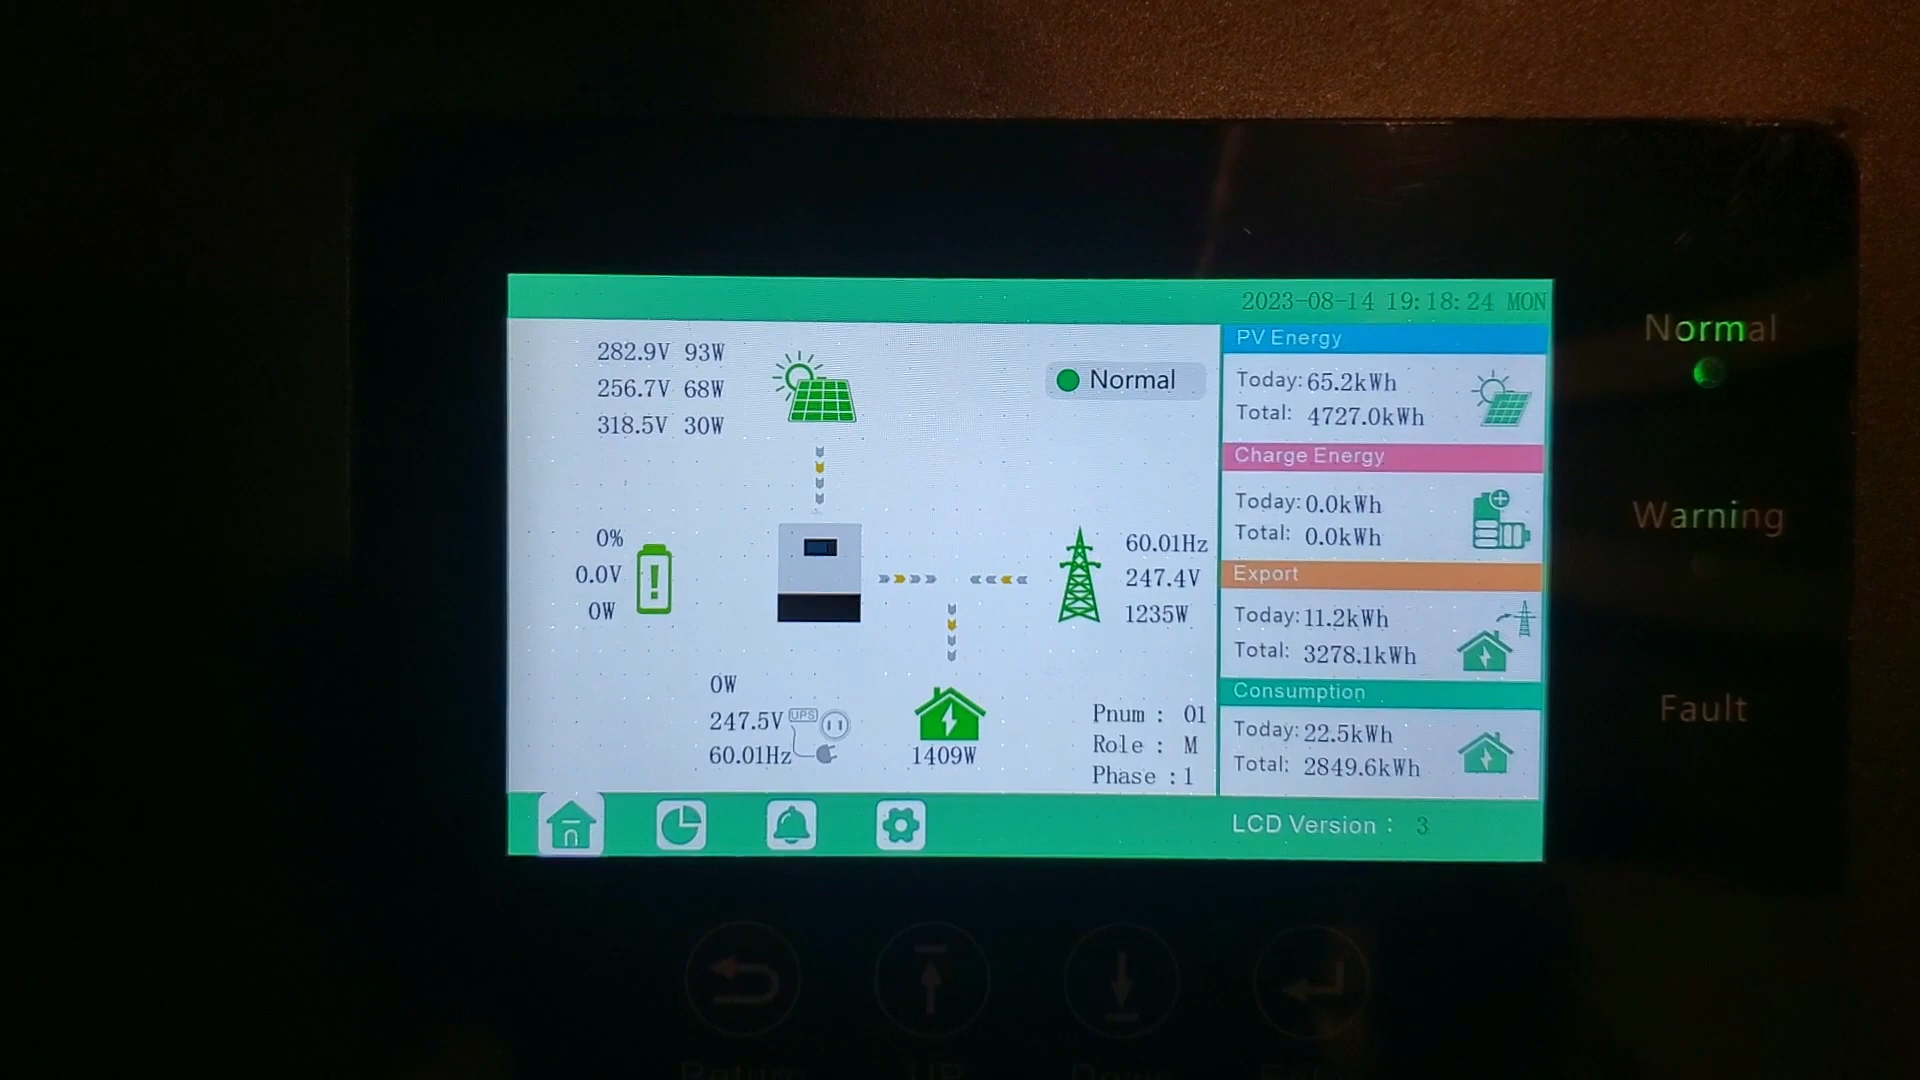 2023-08-14 19:18:24 MON
282.9V 93W
256.7V 68W
318.5V 30W
Normal
0%
0.0V
0W
60.01Hz
247.4V
1235W
0W
247.5V
UPS
60.01Hz
1409W
Pnum : 01
Role : M
Phase : 1
PV Energy
Today: 65.2kWh
Total: 4727.0kWh
Charge Energy
Today: 0.0kWh
Total: 0.0kWh
Export
Today: 11.2kWh
Total: 3278.1kWh
Consumption
Today: 22.5kWh
Total: 2849.6kWh
LCD Version : 3
Normal
Warning
Fault
Return